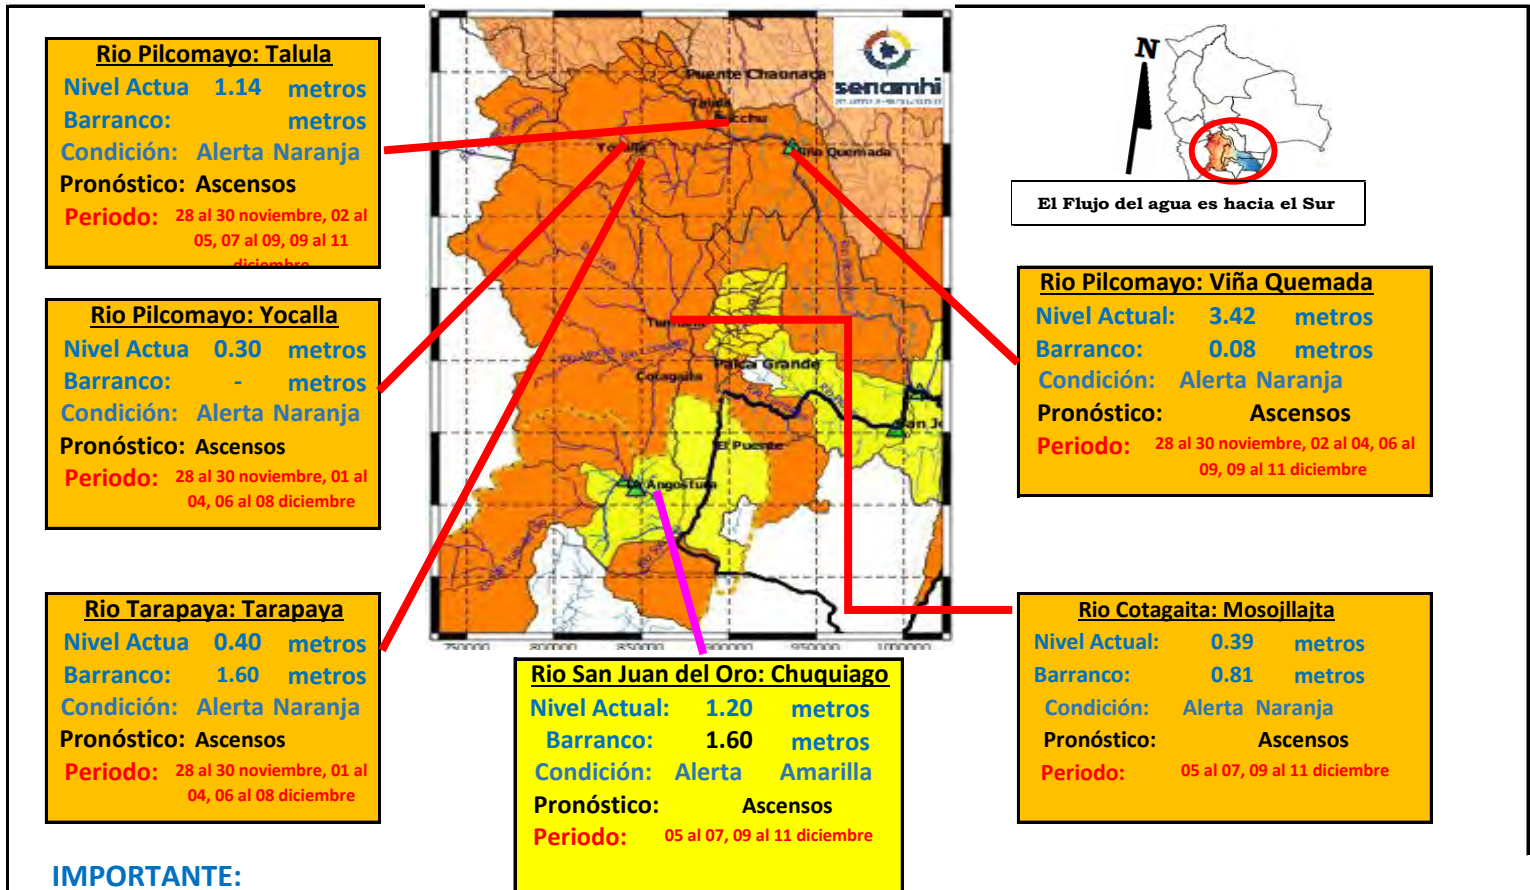 Rio Pilcomayo: Talula
Nivel Actua 1.14 metros
Barranco: metros
Condición: Alerta Naranja
Pronóstico: Ascensos
Periodo: 28 al 30 noviembre, 02 al
05, 07 al 09, 09 al 11
diciembre
Rio Pilcomayo: Yocalla
Nivel Actua 0.30 metros
Barranco: - metros
Condición: Alerta Naranja
Pronóstico: Ascensos
Periodo: 28 al 30 noviembre, 01 al
04, 06 al 08 diciembre
Rio Tarapaya: Tarapaya
Nivel Actua 0.40 metros
Barranco: 1.60 metros
Condición: Alerta Naranja
Pronóstico: Ascensos
Periodo: 28 al 30 noviembre, 01 al
04, 06 al 08 diciembre
IMPORTANTE:
senamhi
Puente Chaunaca
Talula
Yocalla
Viña Quemada
Cotagaita
Palca Grande
El Puente
La Angostura
750000 800000 850000 900000 950000 1000000
Rio San Juan del Oro: Chuquiago
Nivel Actual: 1.20 metros
Barranco: 1.60 metros
Condición: Alerta Amarilla
Pronóstico: Ascensos
Periodo: 05 al 07, 09 al 11 diciembre
N
El Flujo del agua es hacia el Sur
Rio Pilcomayo: Viña Quemada
Nivel Actual: 3.42 metros
Barranco: 0.08 metros
Condición: Alerta Naranja
Pronóstico: Ascensos
Periodo: 28 al 30 noviembre, 02 al 04, 06 al
09, 09 al 11 diciembre
Rio Cotagaita: Mosojllajta
Nivel Actual: 0.39 metros
Barranco: 0.81 metros
Condición: Alerta Naranja
Pronóstico: Ascensos
Periodo: 05 al 07, 09 al 11 diciembre